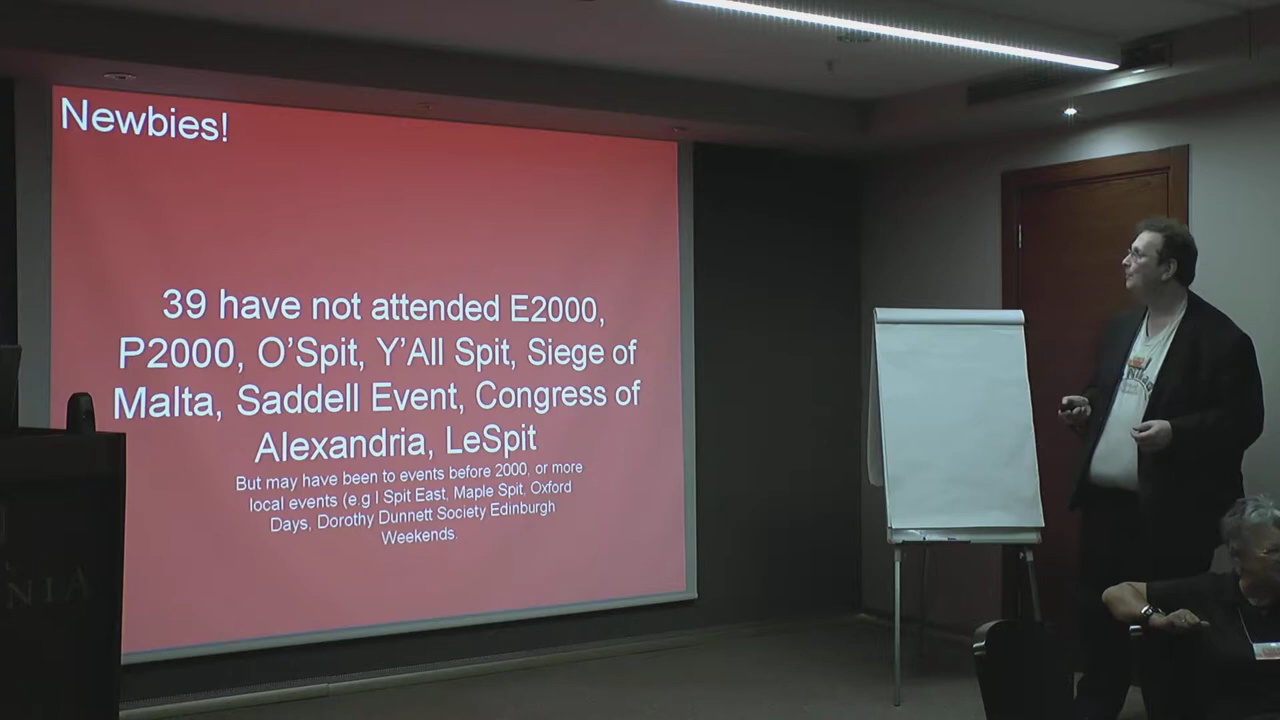 Newbies!
39 have not attended E2000,
P2000, O'Spit, Y'All Spit, Siege of
Malta, Saddell Event, Congress of
Alexandria, LeSpit
But may have been to events before 2000, or more
local events (e.g I Spit East, Maple Spit, Oxford
Days, Dorothy Dunnett Society Edinburgh
Weekends.